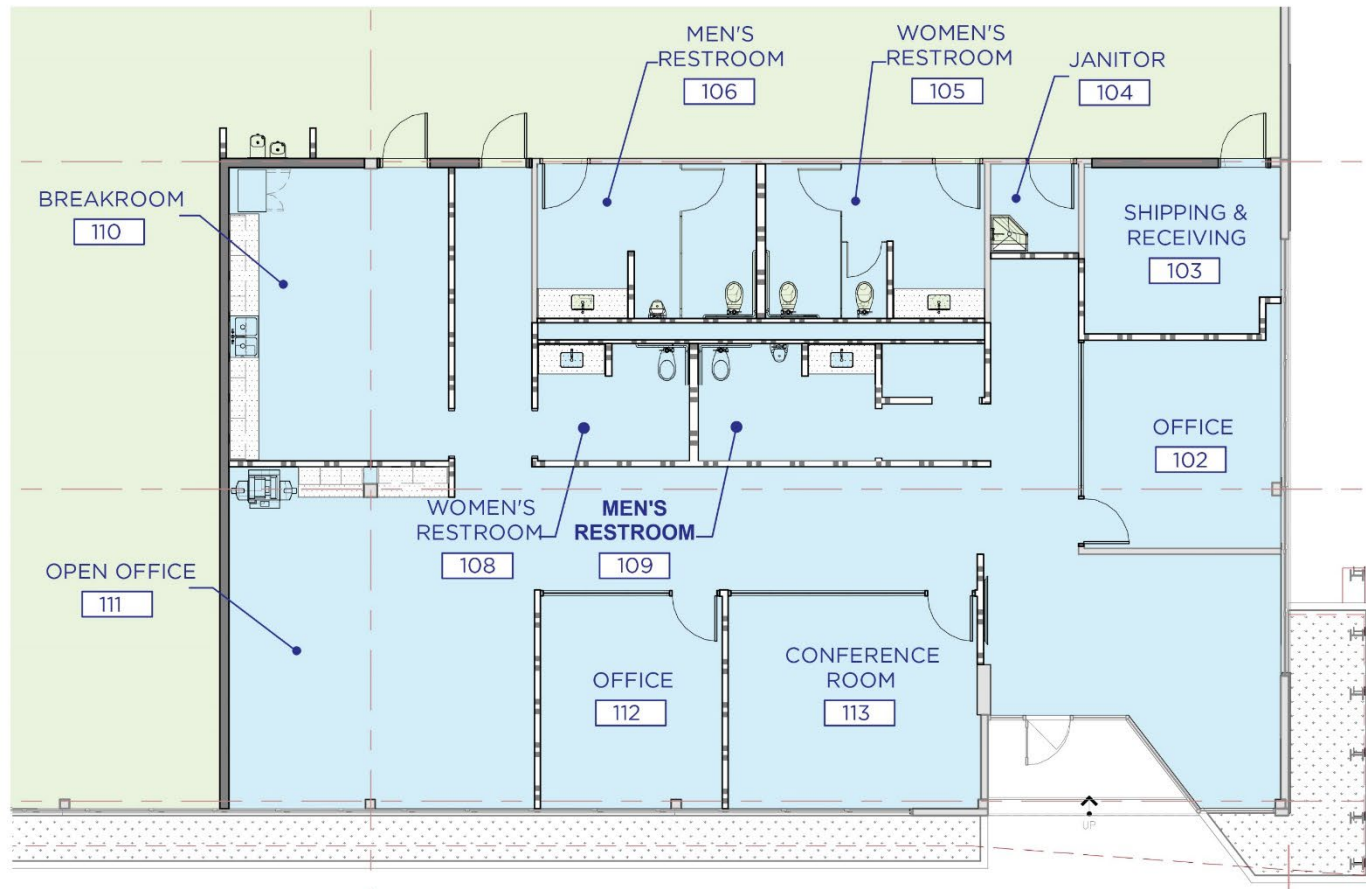 MEN'S
RESTROOM
106
WOMEN'S
RESTROOM
105
JANITOR
104
BREAKROOM
110
SHIPPING &
RECEIVING
103
OFFICE
102
WOMEN'S
RESTROOM
108
MEN'S
RESTROOM
109
OPEN OFFICE
111
OFFICE
112
CONFERENCE
ROOM
113
UP